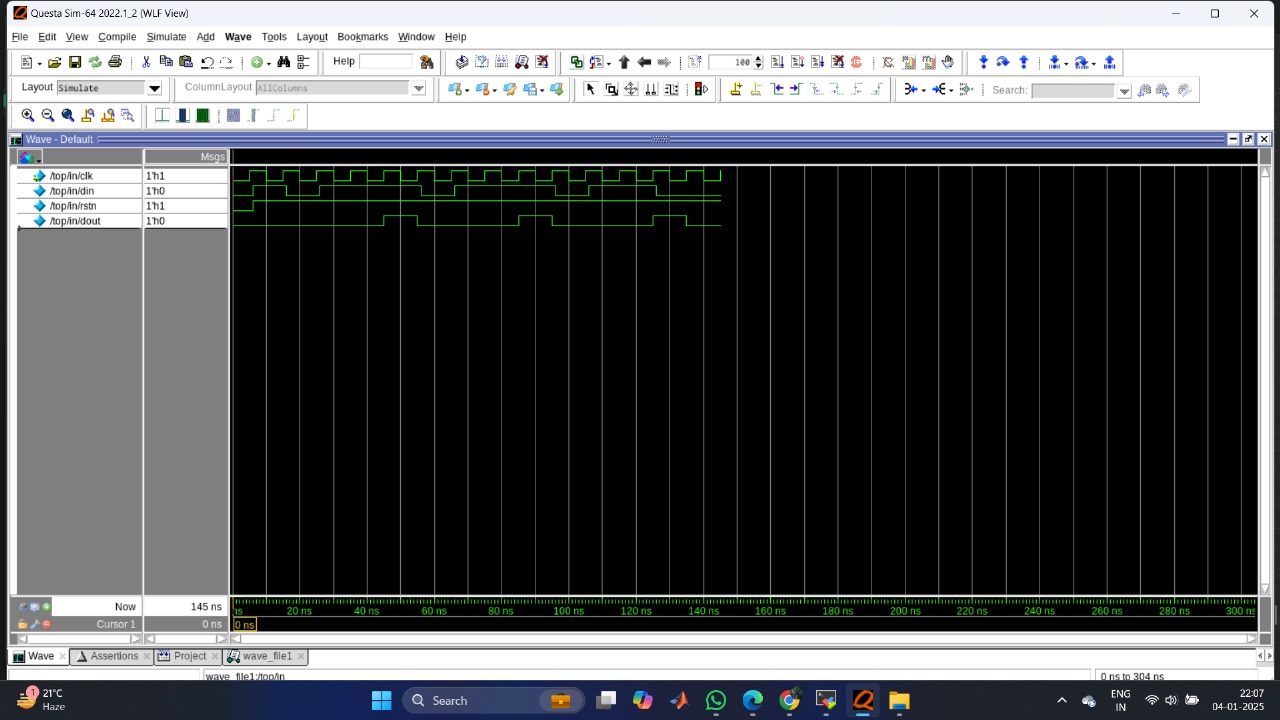 Questa Sim-64 2022.1_2 (WLF View)
File Edit View Compile Simulate Add Wave Tools Layout Bookmarks Window Help
Help 100
Layout Simulate ColumnLayout AllColumns Search:
Wave - Default
Msgs
/top/in/clk 1'h1
/top/in/din 1'h0
/top/in/rstn 1'h1
/top/in/dout 1'h0
Now 145 ns ns 20 ns 40 ns 60 ns 80 ns 100 ns 120 ns 140 ns 160 ns 180 ns 200 ns 220 ns 240 ns 260 ns 280 ns 300 ns
Cursor 1 0 ns 0 ns
Wave Assertions Project wave_file1
wave_file1:/top/in 0 ns to 304 ns
1 21°C Haze Search ENG IN 22:07 04-01-2025